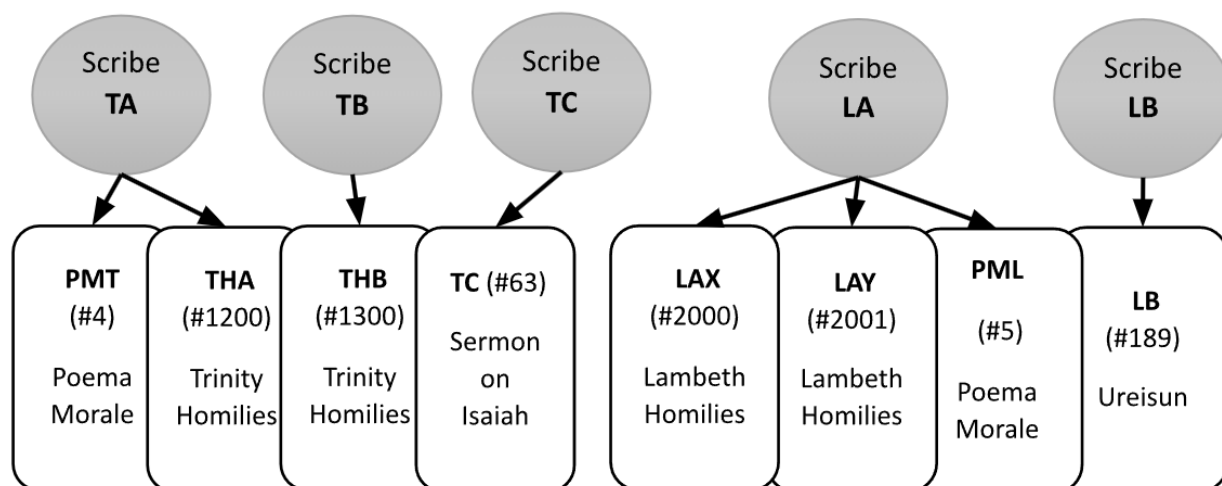 Scribe
TA
Scribe
TB
Scribe
TC
Scribe
LA
Scribe
LB
PMT
(#4)
Poema
Morale
THA
(#1200)
Trinity
Homilies
THB
(#1300)
Trinity
Homilies
TC (#63)
Sermon
on
Isaiah
LAX
(#2000)
Lambeth
Homilies
LAY
(#2001)
Lambeth
Homilies
PML
(#5)
Poema
Morale
LB
(#189)
Ureisun